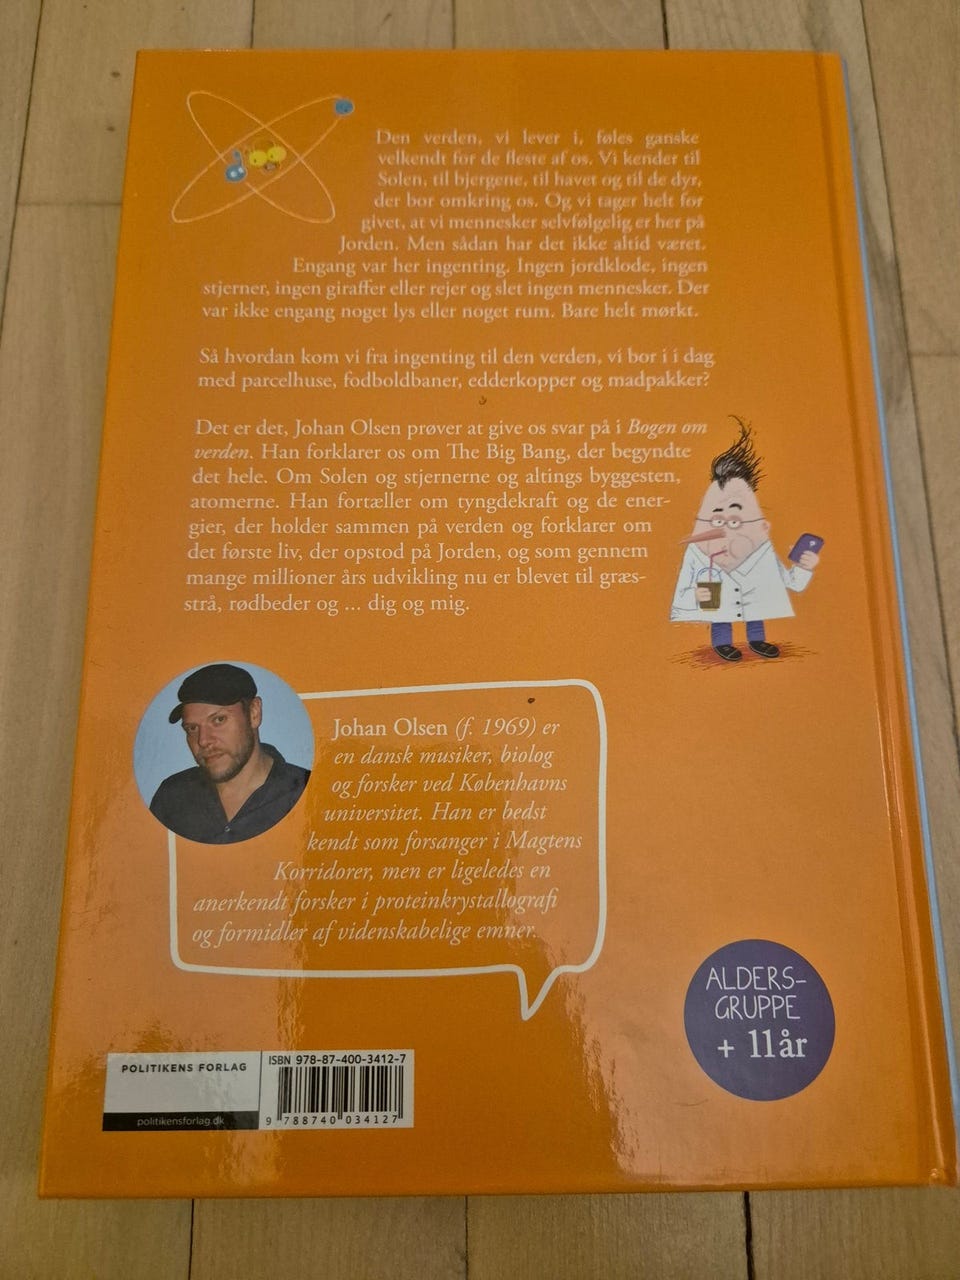 Den verden, vi lever i, føles ganske
velkendt for de fleste af os. Vi kender til
Solen, til bjergene, til havet og til de dyr,
der bor omkring os. Og vi tager helt for
givet, at vi mennesker selvfølgelig er her på
Jorden. Men sådan har det ikke altid været.
Engang var her ingenting. Ingen jordklode, ingen
stjerner, ingen giraffer eller rejer og slet ingen mennesker. Der
var ikke engang noget lys eller noget rum. Bare helt mørkt.
Så hvordan kom vi fra ingenting til den verden, vi bor i i dag
med parcelhuse, fodboldbaner, edderkopper og madpakker?
Det er det, Johan Olsen prøver at give os svar på i Bogen om
verden. Han forklarer os om The Big Bang, der begyndte
det hele. Om Solen og stjernerne og altings byggesten,
atomerne. Han fortæller om tyngdekraft og de ener-
gier, der holder sammen på verden og forklarer om
det første liv, der opstod på Jorden, og som gennem
mange millioner års udvikling nu er blevet til græs-
strå, rødbeder og ... dig og mig.
Johan Olsen (f. 1969) er
en dansk musiker, biolog
og forsker ved Københavns
universitet. Han er bedst
kendt som forsanger i Magtens
Korridorer, men er ligeledes en
anerkendt forsker i proteinkrystallografi
og formidler af videnskabelige emner.
ALDERS-
GRUPPE
+ 11 år
POLITIKENS FORLAG
politikensforlag.dk
ISBN 978-87-400-3412-7
9 788740 034127